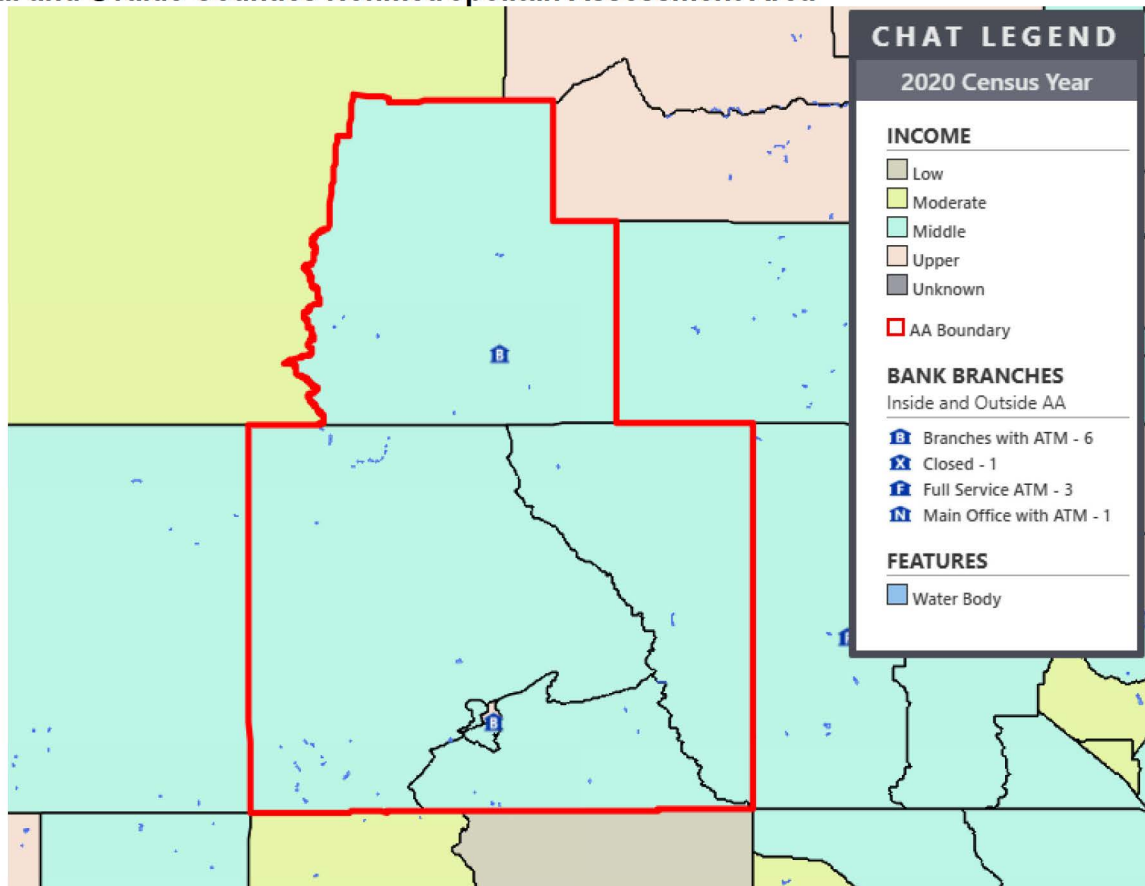 CHAT LEGEND
2020 Census Year
INCOME
Low
Moderate
Middle
Upper
Unknown
AA Boundary
BANK BRANCHES
Inside and Outside AA
B Branches with ATM - 6
X Closed - 1
F Full Service ATM - 3
N Main Office with ATM - 1
FEATURES
Water Body
B
B